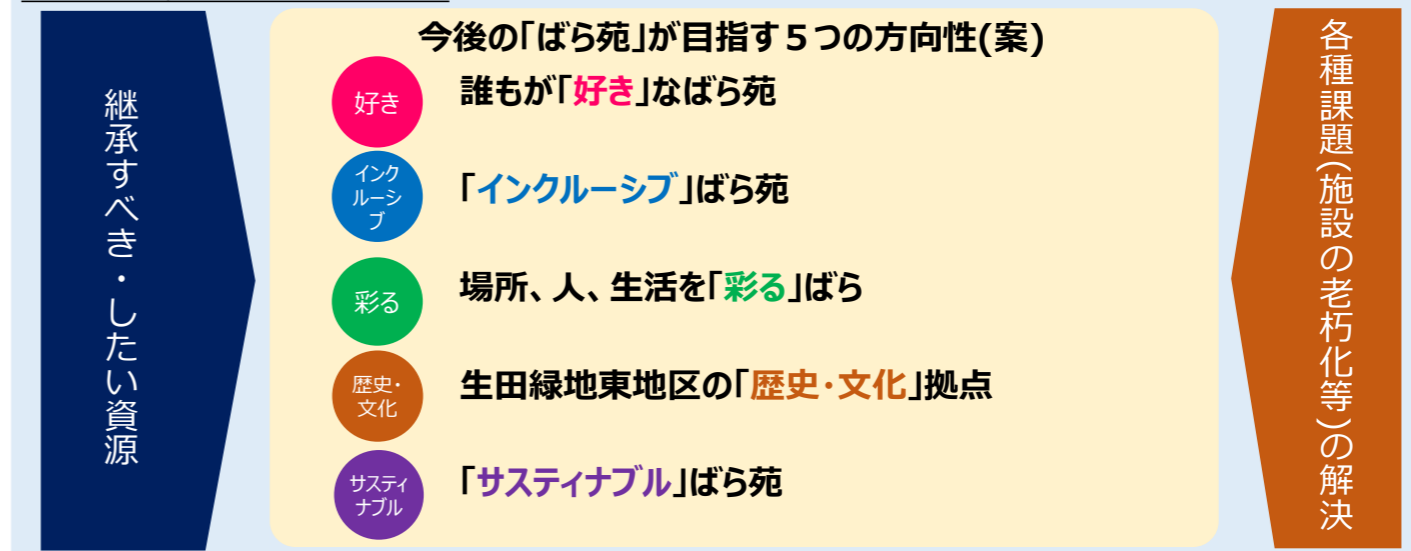 継承すべき・したい資源
今後の「ばら苑」が目指す５つの方向性(案)
好き
誰もが「好き」なばら苑
インク
ルーシ
ブ
「インクルーシブ」ばら苑
彩る
場所、人、生活を「彩る」ばら
歴史・
文化
生田緑地東地区の「歴史・文化」拠点
サスティ
ナブル
「サスティナブル」ばら苑
各種課題(施設の老朽化等)の解決